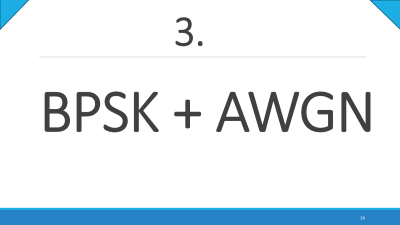 3.
BPSK + AWGN